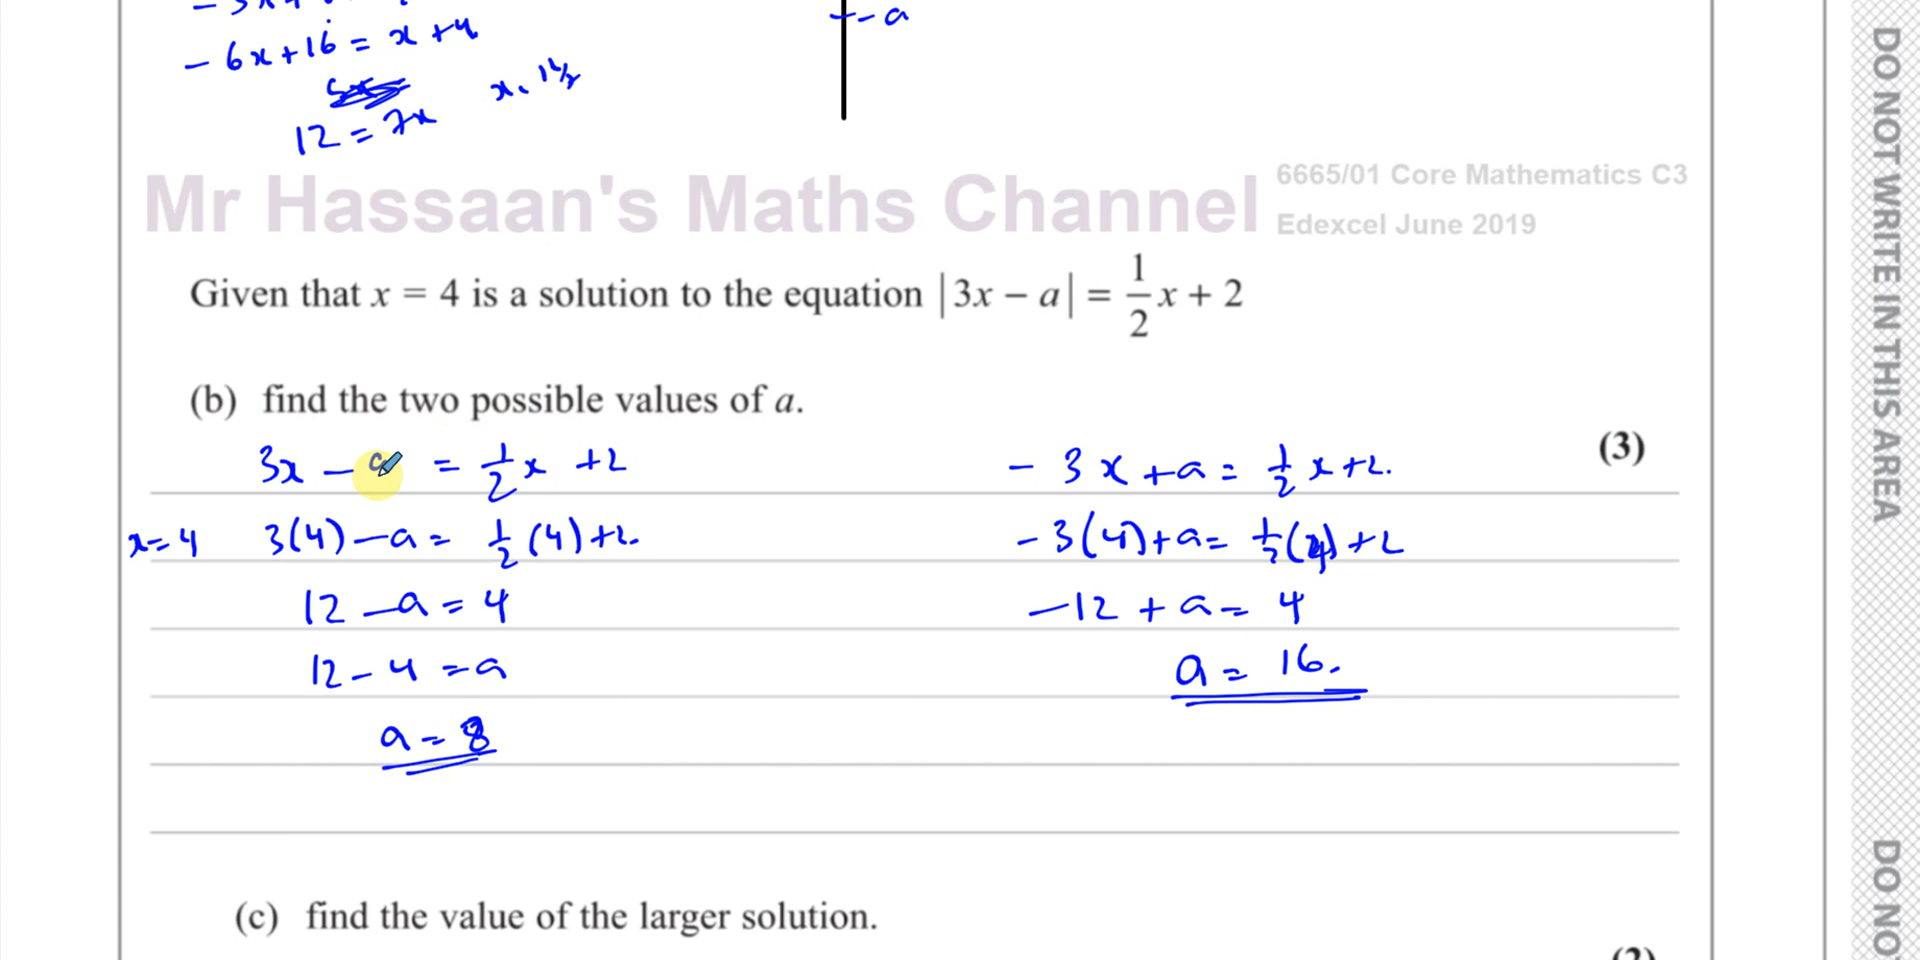 - a
- 6x + 16 = x + 4
12 = 7x
Mr Hassaan's Maths Channel
6665/01 Core Mathematics C3
Edexcel June 2019
Given that x = 4 is a solution to the equation |3x − a| = 1/2 x + 2
(b) find the two possible values of a.
(3)
3x − a = 1/2 x + 2
x = 4 3(4) − a = 1/2 (4) + 2.
12 − a = 4
12 − 4 = a
a = 8
− 3x + a = 1/2 x + 2.
− 3(4) + a = 1/2 (4) + 2
−12 + a = 4
a = 16.
(c) find the value of the larger solution.
DO NOT WRITE IN THIS AREA
DO NO